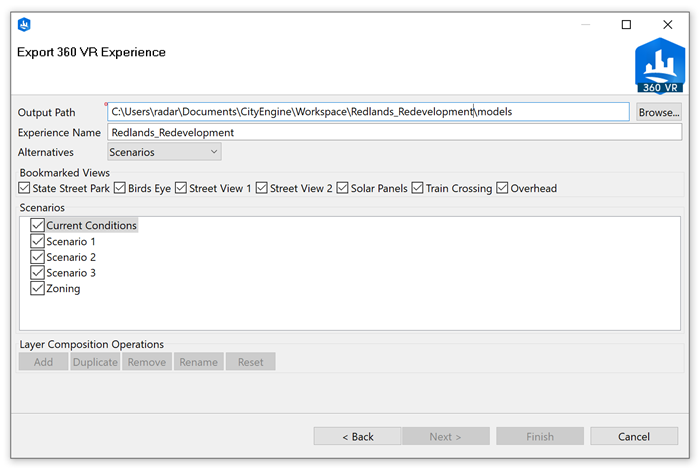 Export 360 VR Experience
360 VR
Output Path C:\Users\radar\Documents\CityEngine\Workspace\Redlands_Redevelopment\models Browse...
Experience Name Redlands_Redevelopment
Alternatives Scenarios
Bookmarked Views
State Street Park Birds Eye Street View 1 Street View 2 Solar Panels Train Crossing Overhead
Scenarios
Current Conditions
Scenario 1
Scenario 2
Scenario 3
Zoning
Layer Composition Operations
Add Duplicate Remove Rename Reset
< Back Next > Finish Cancel